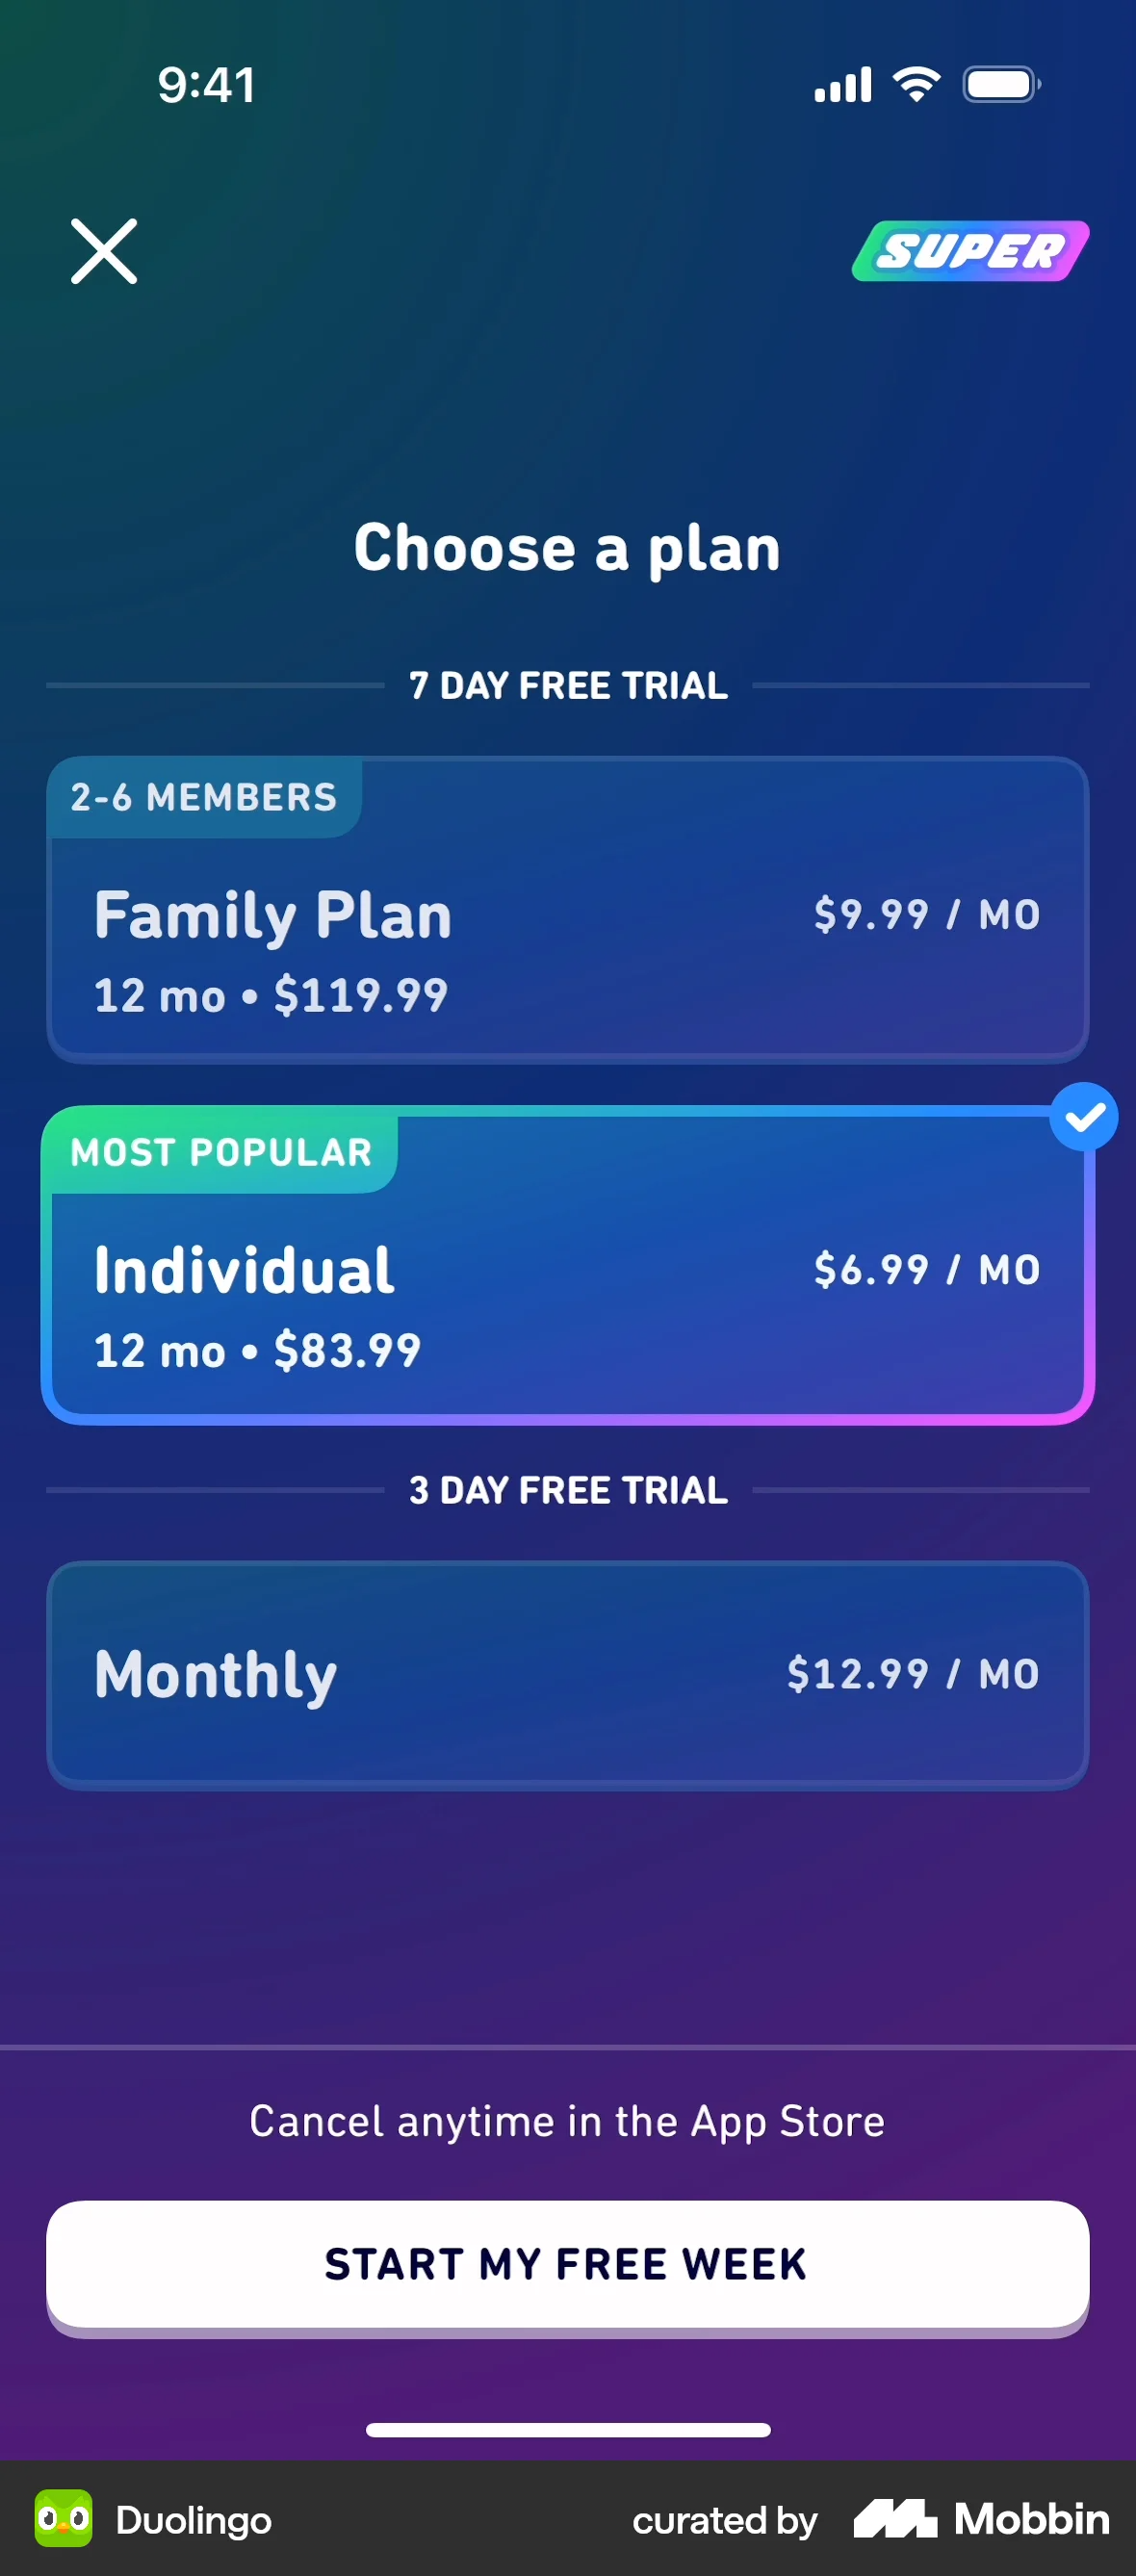 9:41
SUPER
Choose a plan
7 DAY FREE TRIAL
2-6 MEMBERS
Family Plan
$9.99 / MO
12 mo • $119.99
MOST POPULAR
Individual
$6.99 / MO
12 mo • $83.99
3 DAY FREE TRIAL
Monthly
$12.99 / MO
Cancel anytime in the App Store
START MY FREE WEEK
Duolingo
curated by Mobbin